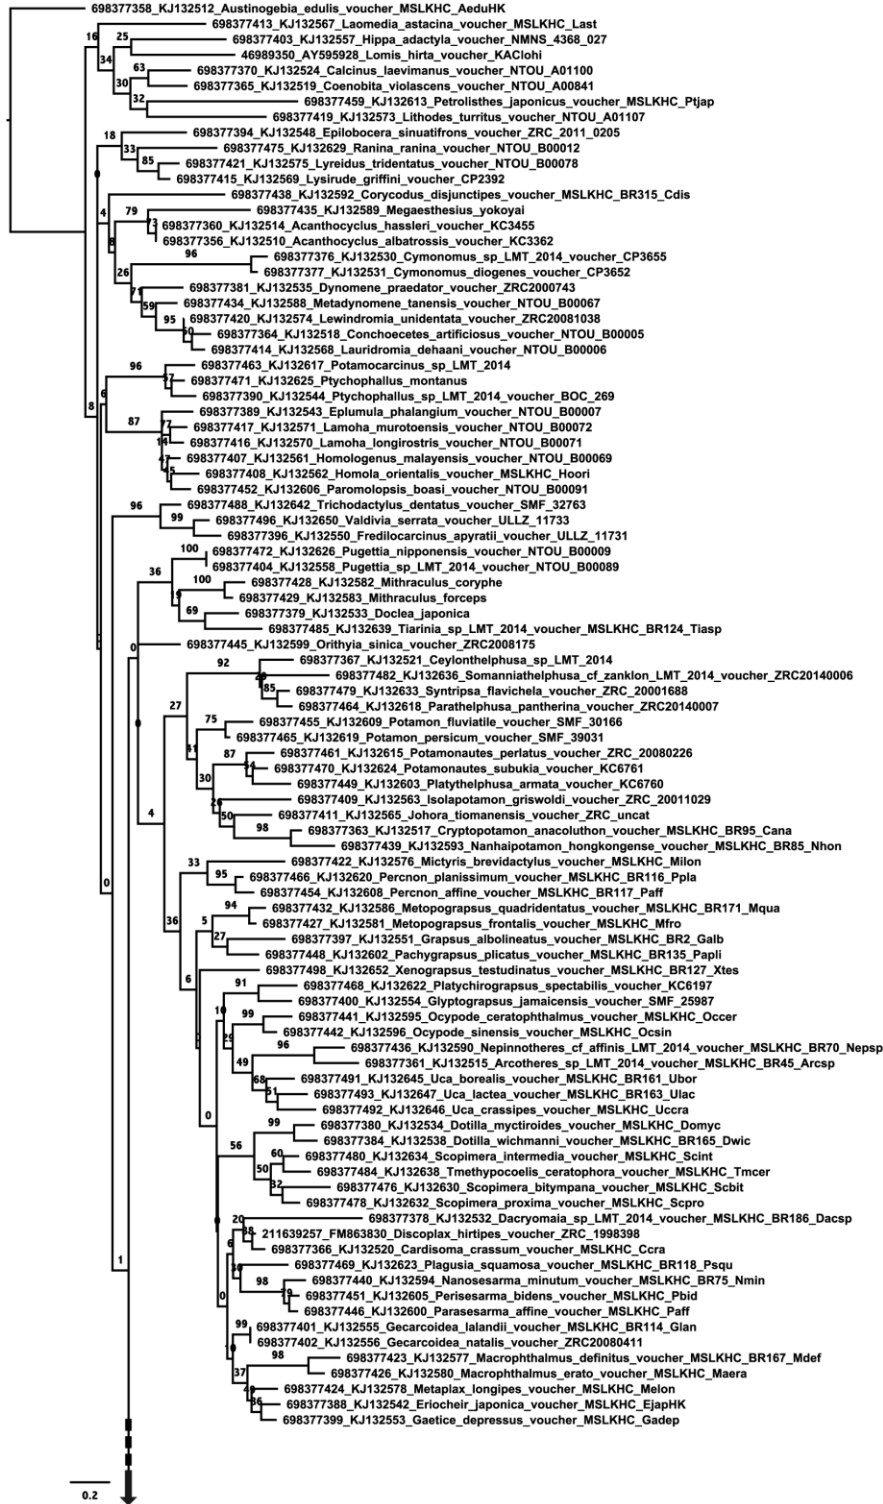 698377358_KJ132512_Austinogebia_edulis_voucher_MSLKHC_AeduHK
698377413_KJ132567_Laomedia_astacina_voucher_MSLKHC_Last
16
25
698377403_KJ132557_Hippa_adactyla_voucher_NMNS_4368_027
34
46989350_AY595928_Lomis_hirta_voucher_KAClohi
63
698377370_KJ132524_Calcinus_laevimanus_voucher_NTOU_A01100
30
698377365_KJ132519_Coenobita_violascens_voucher_NTOU_A00841
32
698377459_KJ132613_Petrolisthes_japonicus_voucher_MSLKHC_Ptjap
698377419_KJ132573_Lithodes_turritus_voucher_NTOU_A01107
18
698377394_KJ132548_Epilobocera_sinuatifrons_voucher_ZRC_2011_0205
33
698377475_KJ132629_Ranina_ranina_voucher_NTOU_B00012
85
698377421_KJ132575_Lyreidus_tridentatus_voucher_NTOU_B00078
698377415_KJ132569_Lysirude_griffini_voucher_CP2392
698377438_KJ132592_Corycodus_disjunctipes_voucher_MSLKHC_BR315_Cdis
4
79
698377435_KJ132589_Megaesthesius_yokoyai
73
698377360_KJ132514_Acanthocyclus_hassleri_voucher_KC3455
698377356_KJ132510_Acanthocyclus_albatrossis_voucher_KC3362
96
698377376_KJ132530_Cymonomus_sp_LMT_2014_voucher_CP3655
26
698377377_KJ132531_Cymonomus_diogenes_voucher_CP3652
698377381_KJ132535_Dynomene_praedator_voucher_ZRC2000743
59
698377434_KJ132588_Metadynomene_tanensis_voucher_NTOU_B00067
95
698377420_KJ132574_Lewindromia_unidentata_voucher_ZRC20081038
698377364_KJ132518_Conchoecetes_artificiosus_voucher_NTOU_B00005
698377414_KJ132568_Lauridromia_dehaani_voucher_NTOU_B00006
96
698377463_KJ132617_Potamocarcinus_sp_LMT_2014
698377471_KJ132625_Ptychophallus_montanus
6
698377390_KJ132544_Ptychophallus_sp_LMT_2014_voucher_BOC_269
8
698377389_KJ132543_Eplumula_phalangium_voucher_NTOU_B00007
87
698377417_KJ132571_Lamoha_murotoensis_voucher_NTOU_B00072
698377416_KJ132570_Lamoha_longirostris_voucher_NTOU_B00071
698377407_KJ132561_Homologenus_malayensis_voucher_NTOU_B00069
698377408_KJ132562_Homola_orientalis_voucher_MSLKHC_Hoori
698377452_KJ132606_Paromolopsis_boasi_voucher_NTOU_B00091
96
698377488_KJ132642_Trichodactylus_dentatus_voucher_SMF_32763
99
698377496_KJ132650_Valdivia_serrata_voucher_ULLZ_11733
698377396_KJ132550_Fredilocarcinus_apyratii_voucher_ULLZ_11731
100
698377472_KJ132626_Pugettia_nipponensis_voucher_NTOU_B00009
698377404_KJ132558_Pugettia_sp_LMT_2014_voucher_NTOU_B00089
36
100
698377428_KJ132582_Mithraculus_coryphe
698377429_KJ132583_Mithraculus_forceps
69
698377379_KJ132533_Doclea_japonica
698377485_KJ132639_Tiarinia_sp_LMT_2014_voucher_MSLKHC_BR124_Tiasp
0
698377445_KJ132599_Orithyia_sinica_voucher_ZRC2008175
92
698377367_KJ132521_Ceylonthelphusa_sp_LMT_2014
698377482_KJ132636_Somanniathelphusa_cf_zanklon_LMT_2014_voucher_ZRC20140006
85
698377479_KJ132633_Syntripsa_flavichela_voucher_ZRC_20001688
698377464_KJ132618_Parathelphusa_pantherina_voucher_ZRC20140007
27
75
698377455_KJ132609_Potamon_fluviatile_voucher_SMF_30166
698377465_KJ132619_Potamon_persicum_voucher_SMF_39031
87
698377461_KJ132615_Potamonautes_perlatus_voucher_ZRC_20080226
698377470_KJ132624_Potamonautes_subukia_voucher_KC6761
30
698377449_KJ132603_Platythelphusa_armata_voucher_KC6760
698377409_KJ132563_Isolapotamon_griswoldi_voucher_ZRC_20011029
50
698377411_KJ132565_Johora_tiomanensis_voucher_ZRC_uncat
98
698377363_KJ132517_Cryptopotamon_anacoluthon_voucher_MSLKHC_BR95_Cana
4
698377439_KJ132593_Nanhaipotamon_hongkongense_voucher_MSLKHC_BR85_Nhon
33
698377422_KJ132576_Mictyris_brevidactylus_voucher_MSLKHC_Milon
95
698377466_KJ132620_Percnon_planissimum_voucher_MSLKHC_BR116_Ppla
0
698377454_KJ132608_Percnon_affine_voucher_MSLKHC_BR117_Paff
94
698377432_KJ132586_Metopograpsus_quadridentatus_voucher_MSLKHC_BR171_Mqua
36
5
698377427_KJ132581_Metopograpsus_frontalis_voucher_MSLKHC_Mfro
27
698377397_KJ132551_Grapsus_albolineatus_voucher_MSLKHC_BR2_Galb
698377448_KJ132602_Pachygrapsus_plicatus_voucher_MSLKHC_BR135_Papli
6
698377498_KJ132652_Xenograpsus_testudinatus_voucher_MSLKHC_BR127_Xtes
91
698377468_KJ132622_Platychirograpsus_spectabilis_voucher_KC6197
698377400_KJ132554_Glyptograpsus_jamaicensis_voucher_SMF_25987
99
698377441_KJ132595_Ocypode_ceratophthalmus_voucher_MSLKHC_Occer
698377442_KJ132596_Ocypode_sinensis_voucher_MSLKHC_Ocsin
96
698377436_KJ132590_Nepinnotheres_cf_affinis_LMT_2014_voucher_MSLKHC_BR70_Nepsp
49
698377361_KJ132515_Arcotheres_sp_LMT_2014_voucher_MSLKHC_BR45_Arcsp
68
698377491_KJ132645_Uca_borealis_voucher_MSLKHC_BR161_Ubor
51
698377493_KJ132647_Uca_lactea_voucher_MSLKHC_BR163_Ulac
698377492_KJ132646_Uca_crassipes_voucher_MSLKHC_Uccra
0
99
698377380_KJ132534_Dotilla_myctiroides_voucher_MSLKHC_Domyc
698377384_KJ132538_Dotilla_wichmanni_voucher_MSLKHC_BR165_Dwic
56
60
698377480_KJ132634_Scopimera_intermedia_voucher_MSLKHC_Scint
50
698377484_KJ132638_Tmethypocoelis_ceratophora_voucher_MSLKHC_Tmcer
32
698377476_KJ132630_Scopimera_bitympana_voucher_MSLKHC_Scbit
698377478_KJ132632_Scopimera_proxima_voucher_MSLKHC_Scpro
20
698377378_KJ132532_Dacryomaia_sp_LMT_2014_voucher_MSLKHC_BR186_Dacsp
211639257_FM863830_Discoplax_hirtipes_voucher_ZRC_1998398
6
698377366_KJ132520_Cardisoma_crassum_voucher_MSLKHC_Ccra
1
698377469_KJ132623_Plagusia_squamosa_voucher_MSLKHC_BR118_Psqu
98
698377440_KJ132594_Nanosesarma_minutum_voucher_MSLKHC_BR75_Nmin
0
698377451_KJ132605_Perisesarma_bidens_voucher_MSLKHC_Pbid
698377446_KJ132600_Parasesarma_affine_voucher_MSLKHC_Paff
99
698377401_KJ132555_Gecarcoidea_lalandii_voucher_MSLKHC_BR114_Glan
698377402_KJ132556_Gecarcoidea_natalis_voucher_ZRC20080411
98
698377423_KJ132577_Macrophthalmus_definitus_voucher_MSLKHC_BR167_Mdef
37
698377426_KJ132580_Macrophthalmus_erato_voucher_MSLKHC_Maera
698377424_KJ132578_Metaplax_longipes_voucher_MSLKHC_Melon
698377388_KJ132542_Eriocheir_japonica_voucher_MSLKHC_EjapHK
698377399_KJ132553_Gaetice_depressus_voucher_MSLKHC_Gadep
0.2